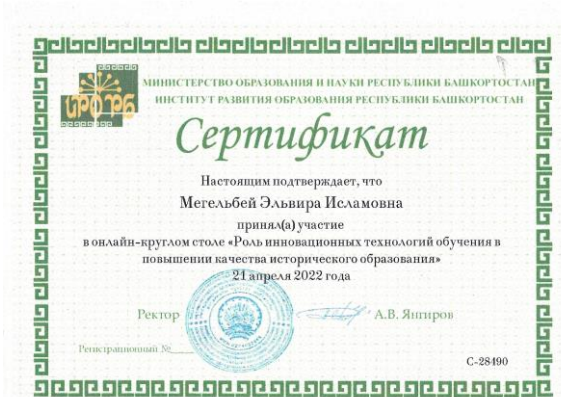 ИРО РБ
МИНИСТЕРСТВО ОБРАЗОВАНИЯ И НАУКИ РЕСПУБЛИКИ БАШКОРТОСТАН
ИНСТИТУТ РАЗВИТИЯ ОБРАЗОВАНИЯ РЕСПУБЛИКИ БАШКОРТОСТАН
Сертификат
Настоящим подтверждает, что
Мегельбей Эльвира Исламовна
принял(а) участие
в онлайн-круглом столе «Роль инновационных технологий обучения в
повышении качества исторического образования»
21 апреля 2022 года
Ректор А.В. Янгиров
Регистрационный №
С-28490